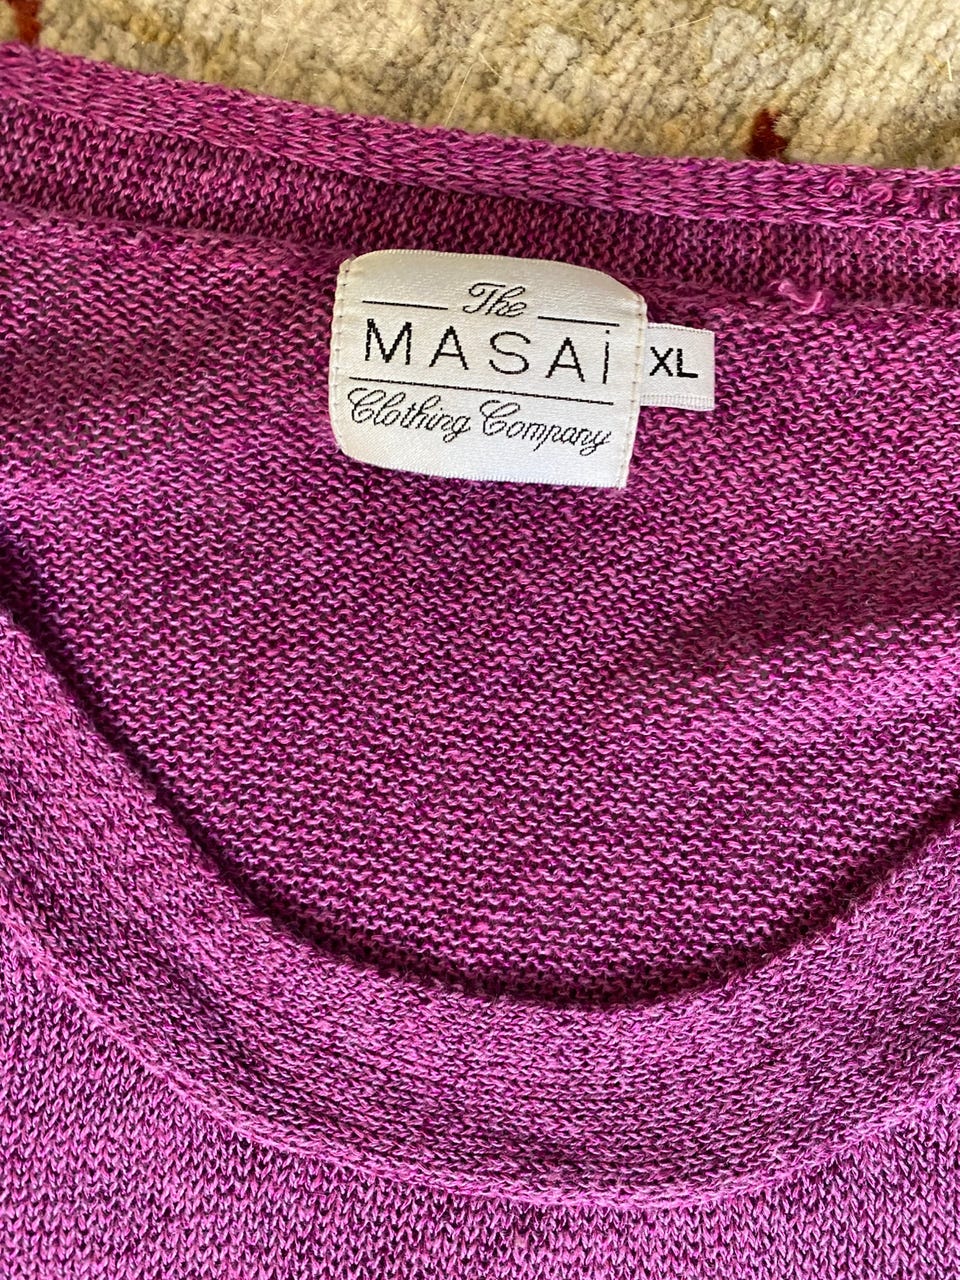 The
MASAI XL
Clothing Company